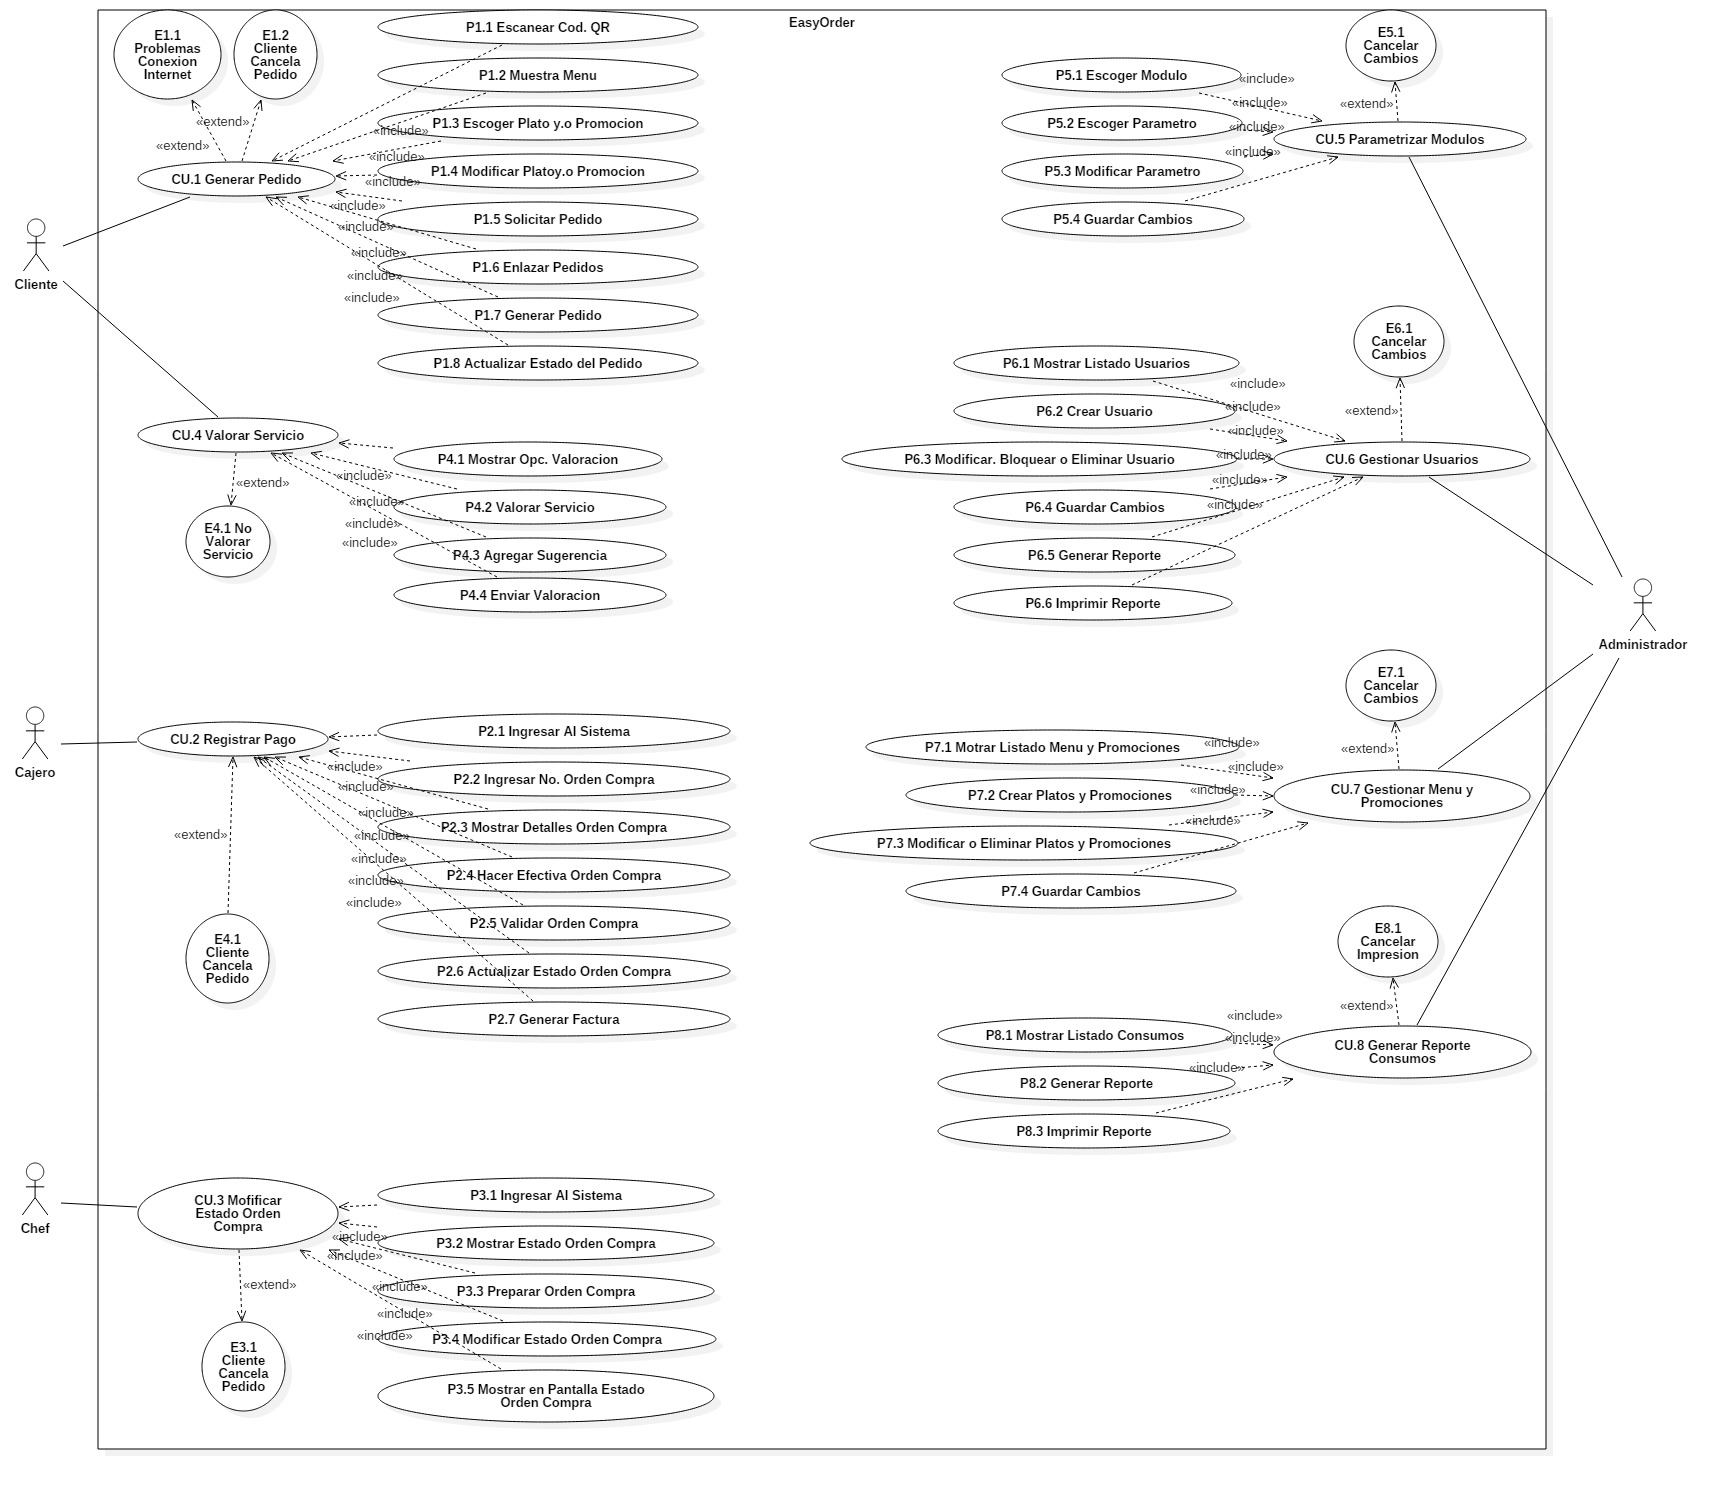 EasyOrder
E1.1
Problemas
Conexion
Internet
E1.2
Cliente
Cancela
Pedido
«extend»
«extend»
CU.1 Generar Pedido
P1.1 Escanear Cod. QR
P1.2 Muestra Menu
P1.3 Escoger Plato y.o Promocion
P1.4 Modificar Platoy.o Promocion
P1.5 Solicitar Pedido
P1.6 Enlazar Pedidos
P1.7 Generar Pedido
P1.8 Actualizar Estado del Pedido
«include»
«include»
«include»
«include»
«include»
«include»
«include»
«include»
Cliente
CU.4 Valorar Servicio
«extend»
E4.1 No
Valorar
Servicio
P4.1 Mostrar Opc. Valoracion
P4.2 Valorar Servicio
P4.3 Agregar Sugerencia
P4.4 Enviar Valoracion
«include»
«include»
«include»
«include»
Cajero
CU.2 Registrar Pago
«extend»
E4.1
Cliente
Cancela
Pedido
P2.1 Ingresar Al Sistema
P2.2 Ingresar No. Orden Compra
P2.3 Mostrar Detalles Orden Compra
P2.4 Hacer Efectiva Orden Compra
P2.5 Validar Orden Compra
P2.6 Actualizar Estado Orden Compra
P2.7 Generar Factura
«include»
«include»
«include»
«include»
«include»
«include»
«include»
Chef
CU.3 Mofificar
Estado Orden
Compra
«extend»
E3.1
Cliente
Cancela
Pedido
P3.1 Ingresar Al Sistema
P3.2 Mostrar Estado Orden Compra
P3.3 Preparar Orden Compra
P3.4 Modificar Estado Orden Compra
P3.5 Mostrar en Pantalla Estado
Orden Compra
«include»
«include»
«include»
«include»
«include»
E5.1
Cancelar
Cambios
«extend»
CU.5 Parametrizar Modulos
P5.1 Escoger Modulo
P5.2 Escoger Parametro
P5.3 Modificar Parametro
P5.4 Guardar Cambios
«include»
«include»
«include»
«include»
E6.1
Cancelar
Cambios
«extend»
CU.6 Gestionar Usuarios
P6.1 Mostrar Listado Usuarios
P6.2 Crear Usuario
P6.3 Modificar. Bloquear o Eliminar Usuario
P6.4 Guardar Cambios
P6.5 Generar Reporte
P6.6 Imprimir Reporte
«include»
«include»
«include»
«include»
«include»
«include»
Administrador
E7.1
Cancelar
Cambios
«extend»
CU.7 Gestionar Menu y
Promociones
P7.1 Motrar Listado Menu y Promociones
P7.2 Crear Platos y Promociones
P7.3 Modificar o Eliminar Platos y Promociones
P7.4 Guardar Cambios
«include»
«include»
«include»
«include»
E8.1
Cancelar
Impresion
«extend»
CU.8 Generar Reporte
Consumos
P8.1 Mostrar Listado Consumos
P8.2 Generar Reporte
P8.3 Imprimir Reporte
«include»
«include»
«include»